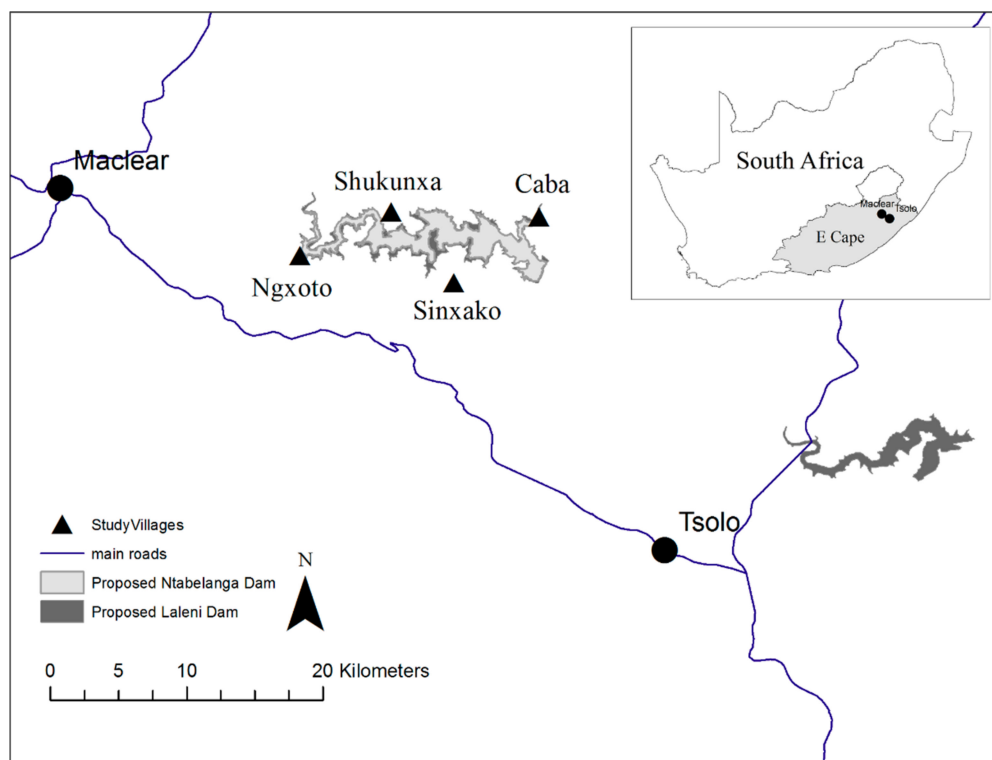 Maclear
Shukunxa
Caba
Ngxoto
Sinxako
South Africa
Maclear
Tsolo
E Cape
Tsolo
StudyVillages
main roads
Proposed Ntabelanga Dam
Proposed Laleni Dam
N
0 5 10 20 Kilometers